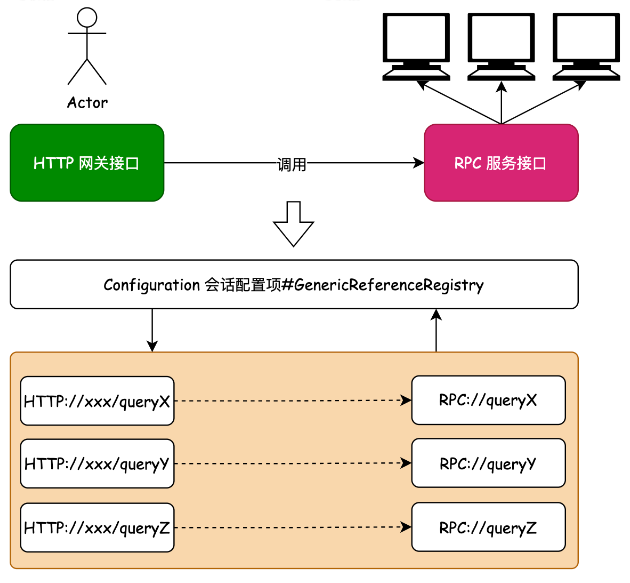 Actor
HTTP 网关接口
调用
RPC 服务接口
Configuration 会话配置项#GenericReferenceRegistry
HTTP://xxx/queryX
RPC://queryX
HTTP://xxx/queryY
RPC://queryY
HTTP://xxx/queryZ
RPC://queryZ